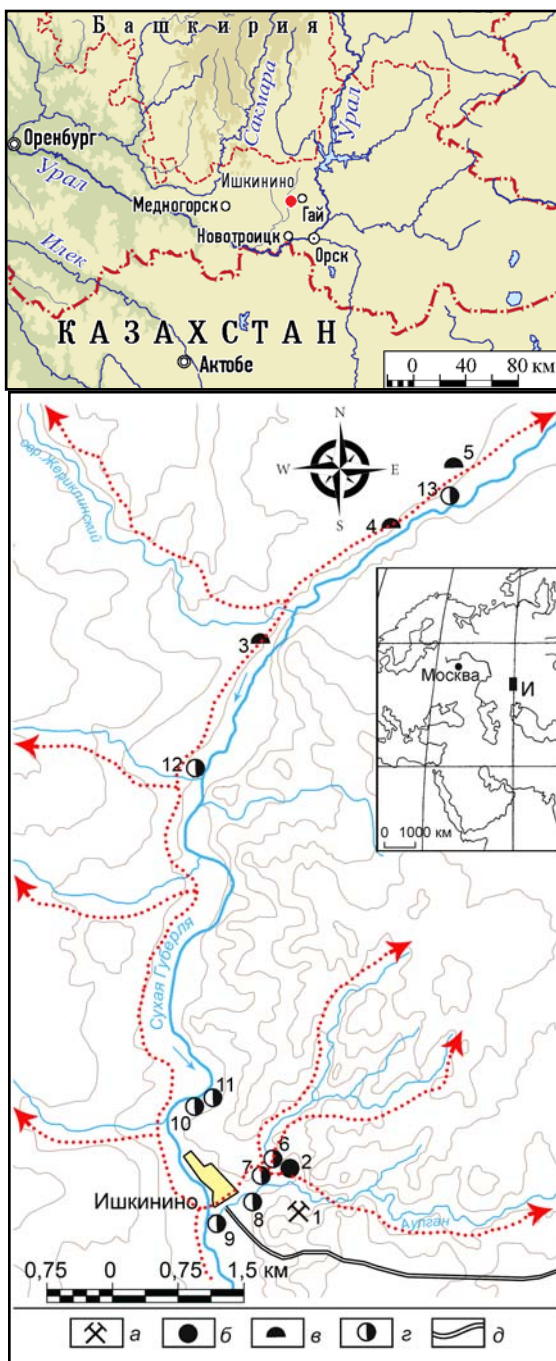 Башкирия
Оренбург
Сакмара
Урал
Урал
Ишкинино
Медногорск
Гай
Новотроицк
Орск
Илек
КАЗАХСТАН
Актобе
0 40 80 км
N
W E
S
овр. Жериклинский
5
13
4
3
Москва
И
0 1000 км
12
Сухая Губерля
11
10
6
7 2
Ишкинино
8 1
Аулган
9
0,75 0 0,75 1,5 км
а б в г д